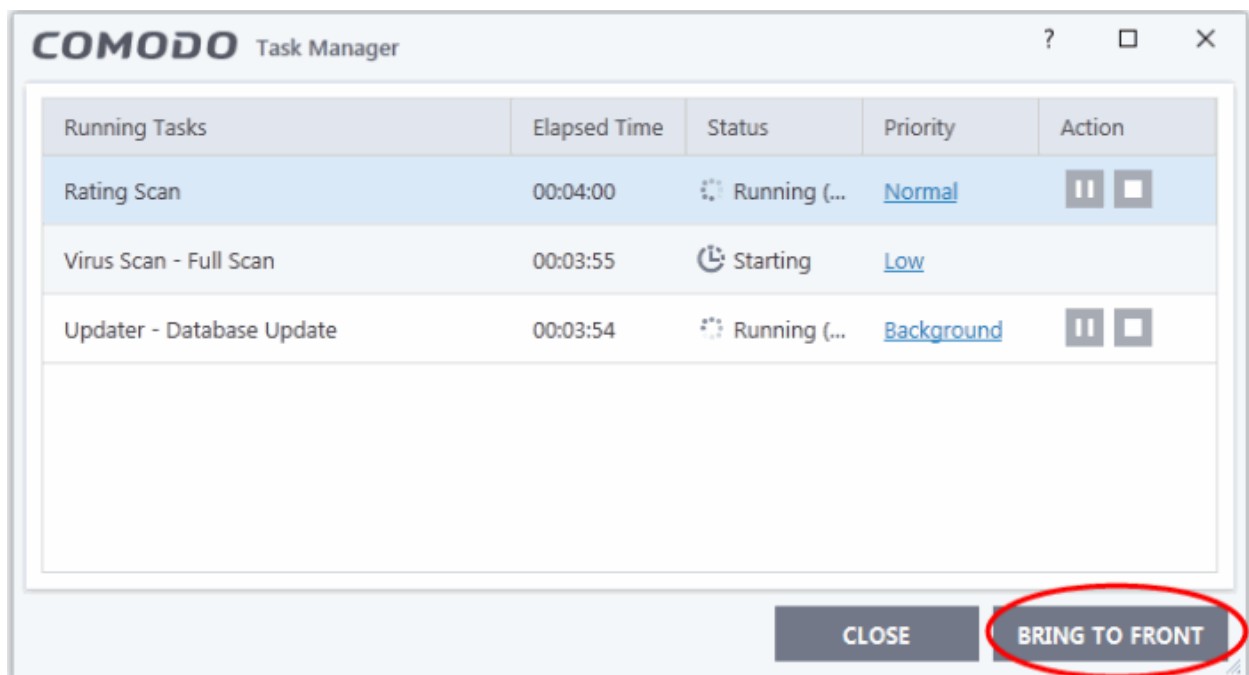 COMODO Task Manager ?
Running Tasks Elapsed Time Status Priority Action
Rating Scan 00:04:00 Running (... Normal
Virus Scan - Full Scan 00:03:55 Starting Low
Updater - Database Update 00:03:54 Running (... Background
CLOSE BRING TO FRONT